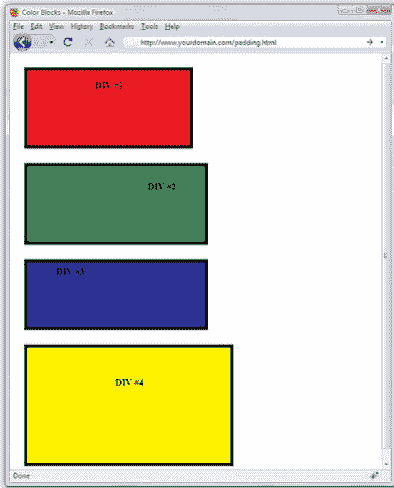 Color Blocks - Mozilla Firefox
File Edit View History Bookmarks Tools Help
http://www.yourdomain.com/padding.html
DIV #1
DIV #2
DIV #3
DIV #4
Done